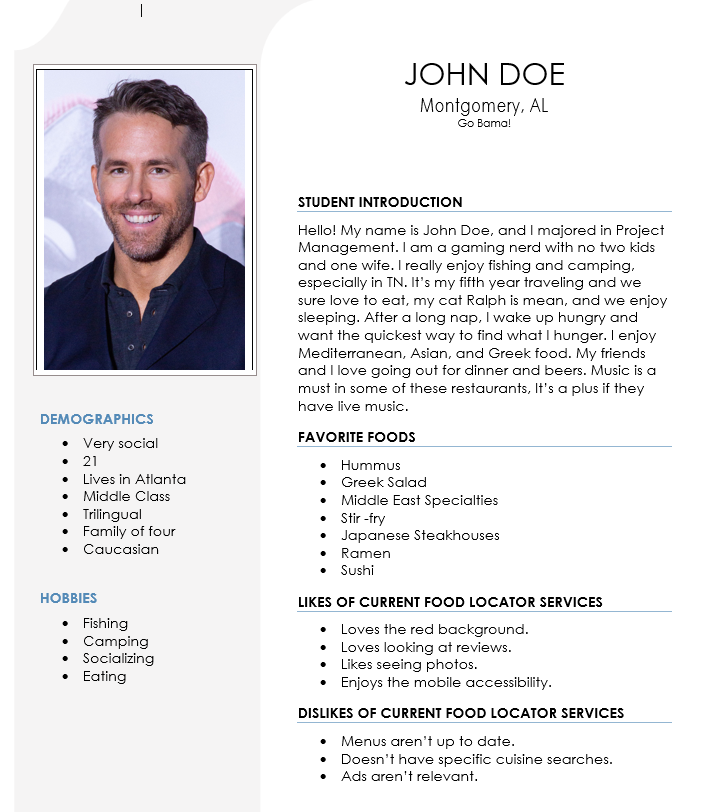 JOHN DOE
Montgomery, AL
Go Bama!
STUDENT INTRODUCTION
Hello! My name is John Doe, and I majored in Project
Management. I am a gaming nerd with no two kids
and one wife. I really enjoy fishing and camping,
especially in TN. It’s my fifth year traveling and we
sure love to eat, my cat Ralph is mean, and we enjoy
sleeping. After a long nap, I wake up hungry and
want the quickest way to find what I hunger. I enjoy
Mediterranean, Asian, and Greek food. My friends
and I love going out for dinner and beers. Music is a
must in some of these restaurants, It’s a plus if they
have live music.
FAVORITE FOODS
• Hummus
• Greek Salad
• Middle East Specialties
• Stir -fry
• Japanese Steakhouses
• Ramen
• Sushi
LIKES OF CURRENT FOOD LOCATOR SERVICES
• Loves the red background.
• Loves looking at reviews.
• Likes seeing photos.
• Enjoys the mobile accessibility.
DISLIKES OF CURRENT FOOD LOCATOR SERVICES
• Menus aren’t up to date.
• Doesn’t have specific cuisine searches.
• Ads aren’t relevant.
DEMOGRAPHICS
• Very social
• 21
• Lives in Atlanta
• Middle Class
• Trilingual
• Family of four
• Caucasian
HOBBIES
• Fishing
• Camping
• Socializing
• Eating